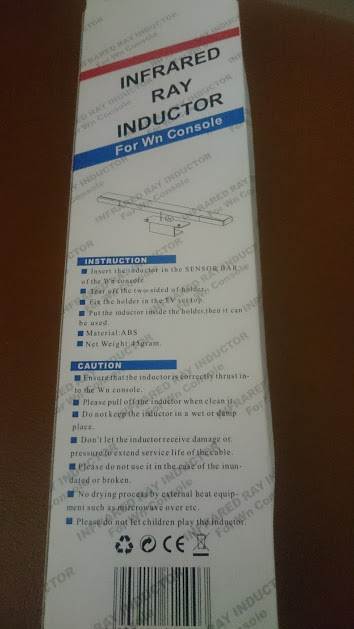 INFRARED
RAY
INDUCTOR
For Wn Console
INSTRUCTION
Insert the inductor in the SENSOR BAR
of the Wn console
Tear off the two-sided of holder.
Fix the holder in the TV set top.
Put the inductor inside the holder,then it can
be used.
Material:ABS
Net Weight:45gram.
CAUTION
Ensure that the inductor is correctly thrust in-
to the Wn console.
Please pull off the inductor when clean it.
Do not keep the inductor in a wet or damp
place.
Don't let the inductor receive damage or
pressure to extend service life of the cable.
Please do not use it in the case of the inun-
dated or broken.
No drying process by external heat equip-
ment such as microwave over etc.
Please do not let children play the inductor.
CE